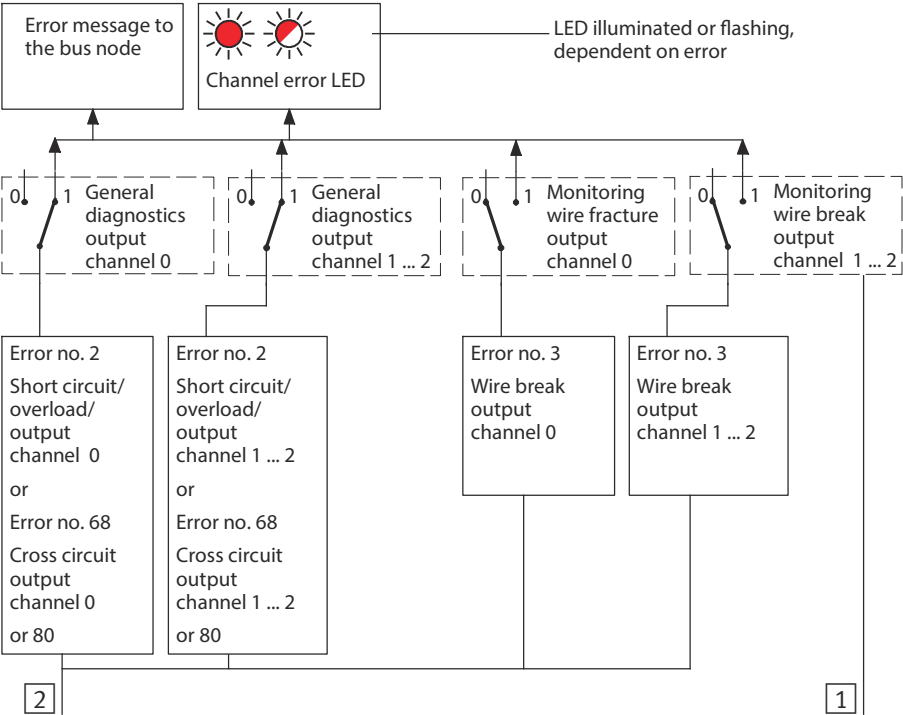 Error message to
the bus node
Channel error LED
LED illuminated or flashing,
dependent on error
0
1
General
diagnostics
output
channel 0
0
1
General
diagnostics
output
channel 1 ... 2
0
1
Monitoring
wire fracture
output
channel 0
0
1
Monitoring
wire break
output
channel 1 ... 2
Error no. 2
Short circuit/
overload/
output
channel 0
or
Error no. 68
Cross circuit
output
channel 0
or 80
Error no. 2
Short circuit/
overload/
output
channel 1 ... 2
or
Error no. 68
Cross circuit
output
channel 1 ... 2
or 80
Error no. 3
Wire break
output
channel 0
Error no. 3
Wire break
output
channel 1 ... 2
2
1